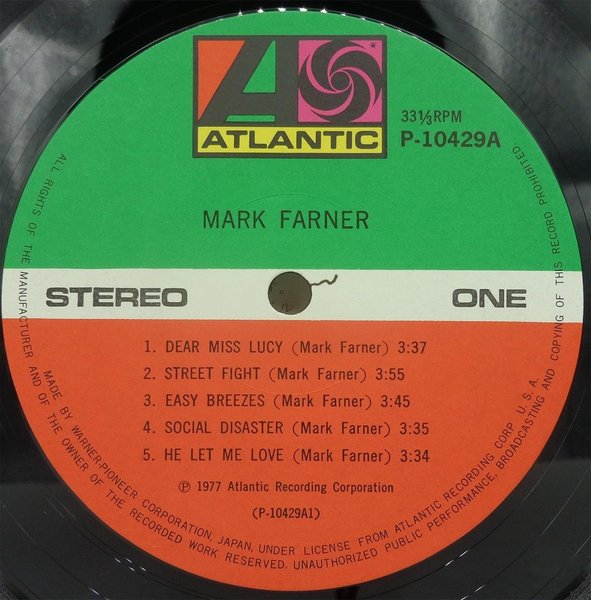 ATLANTIC
33⅓RPM
P-10429A
MARK FARNER
STEREO
ONE
1. DEAR MISS LUCY (Mark Farner) 3:37
2. STREET FIGHT (Mark Farner) 3:55
3. EASY BREEZES (Mark Farner) 3:45
4. SOCIAL DISASTER (Mark Farner) 3:35
5. HE LET ME LOVE (Mark Farner) 3:34
℗ 1977 Atlantic Recording Corporation
(P-10429A1)
MADE BY WARNER-PIONEER CORPORATION, JAPAN, UNDER LICENSE FROM ATLANTIC RECORDING CORP. U. S. A.
ALL RIGHTS OF THE MANUFACTURER AND OF THE OWNER OF THE RECORDED WORK RESERVED. UNAUTHORIZED PUBLIC PERFORMANCE, BROADCASTING AND COPYING OF THIS RECORD PROHIBITED.